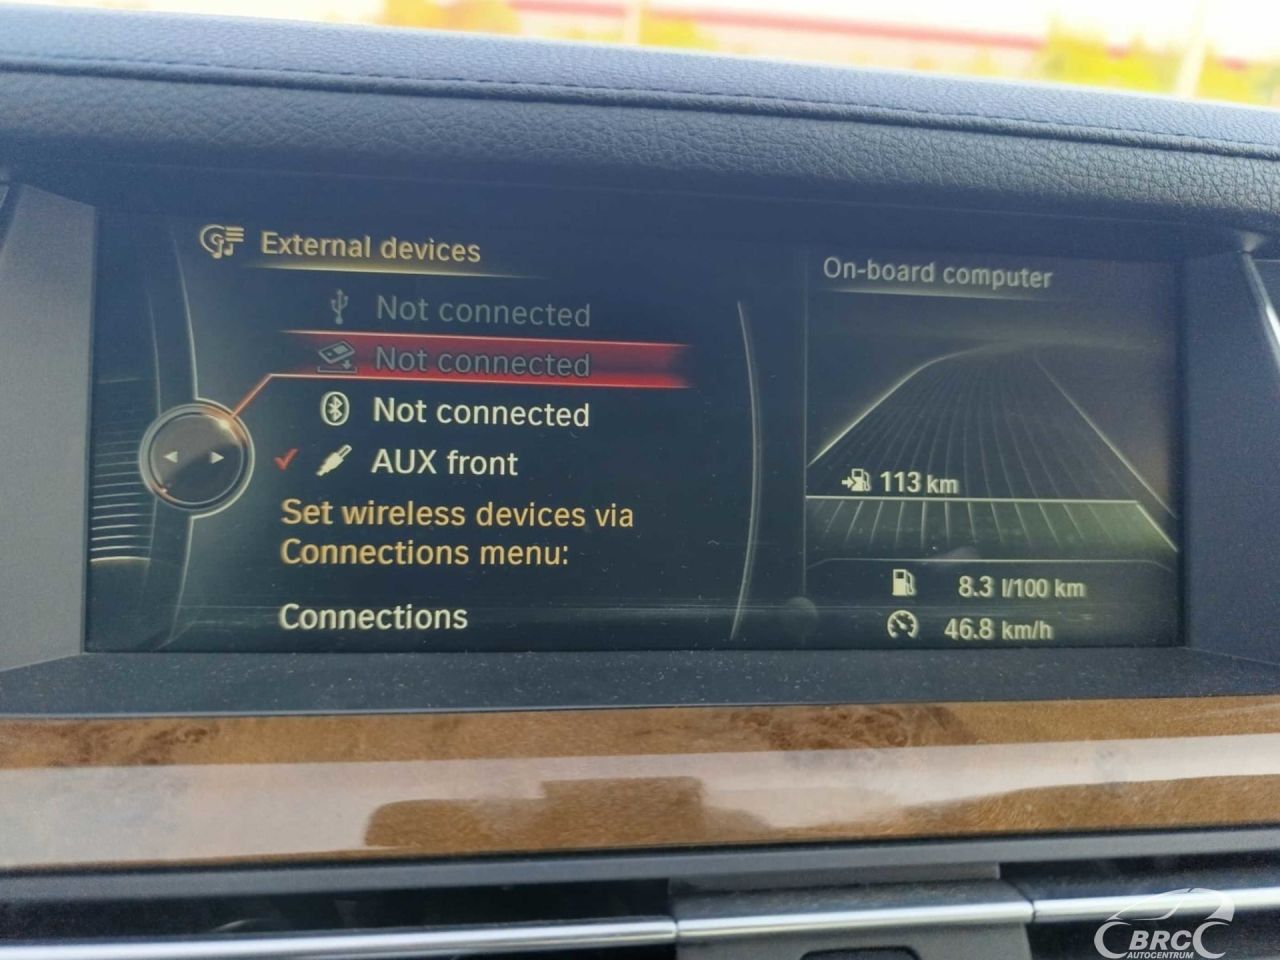 External devices
Not connected
Not connected
Not connected
AUX front
Set wireless devices via
Connections menu:
Connections
On-board computer
113 km
8.3 l/100 km
46.8 km/h
BRC
AUTOCENTRUM